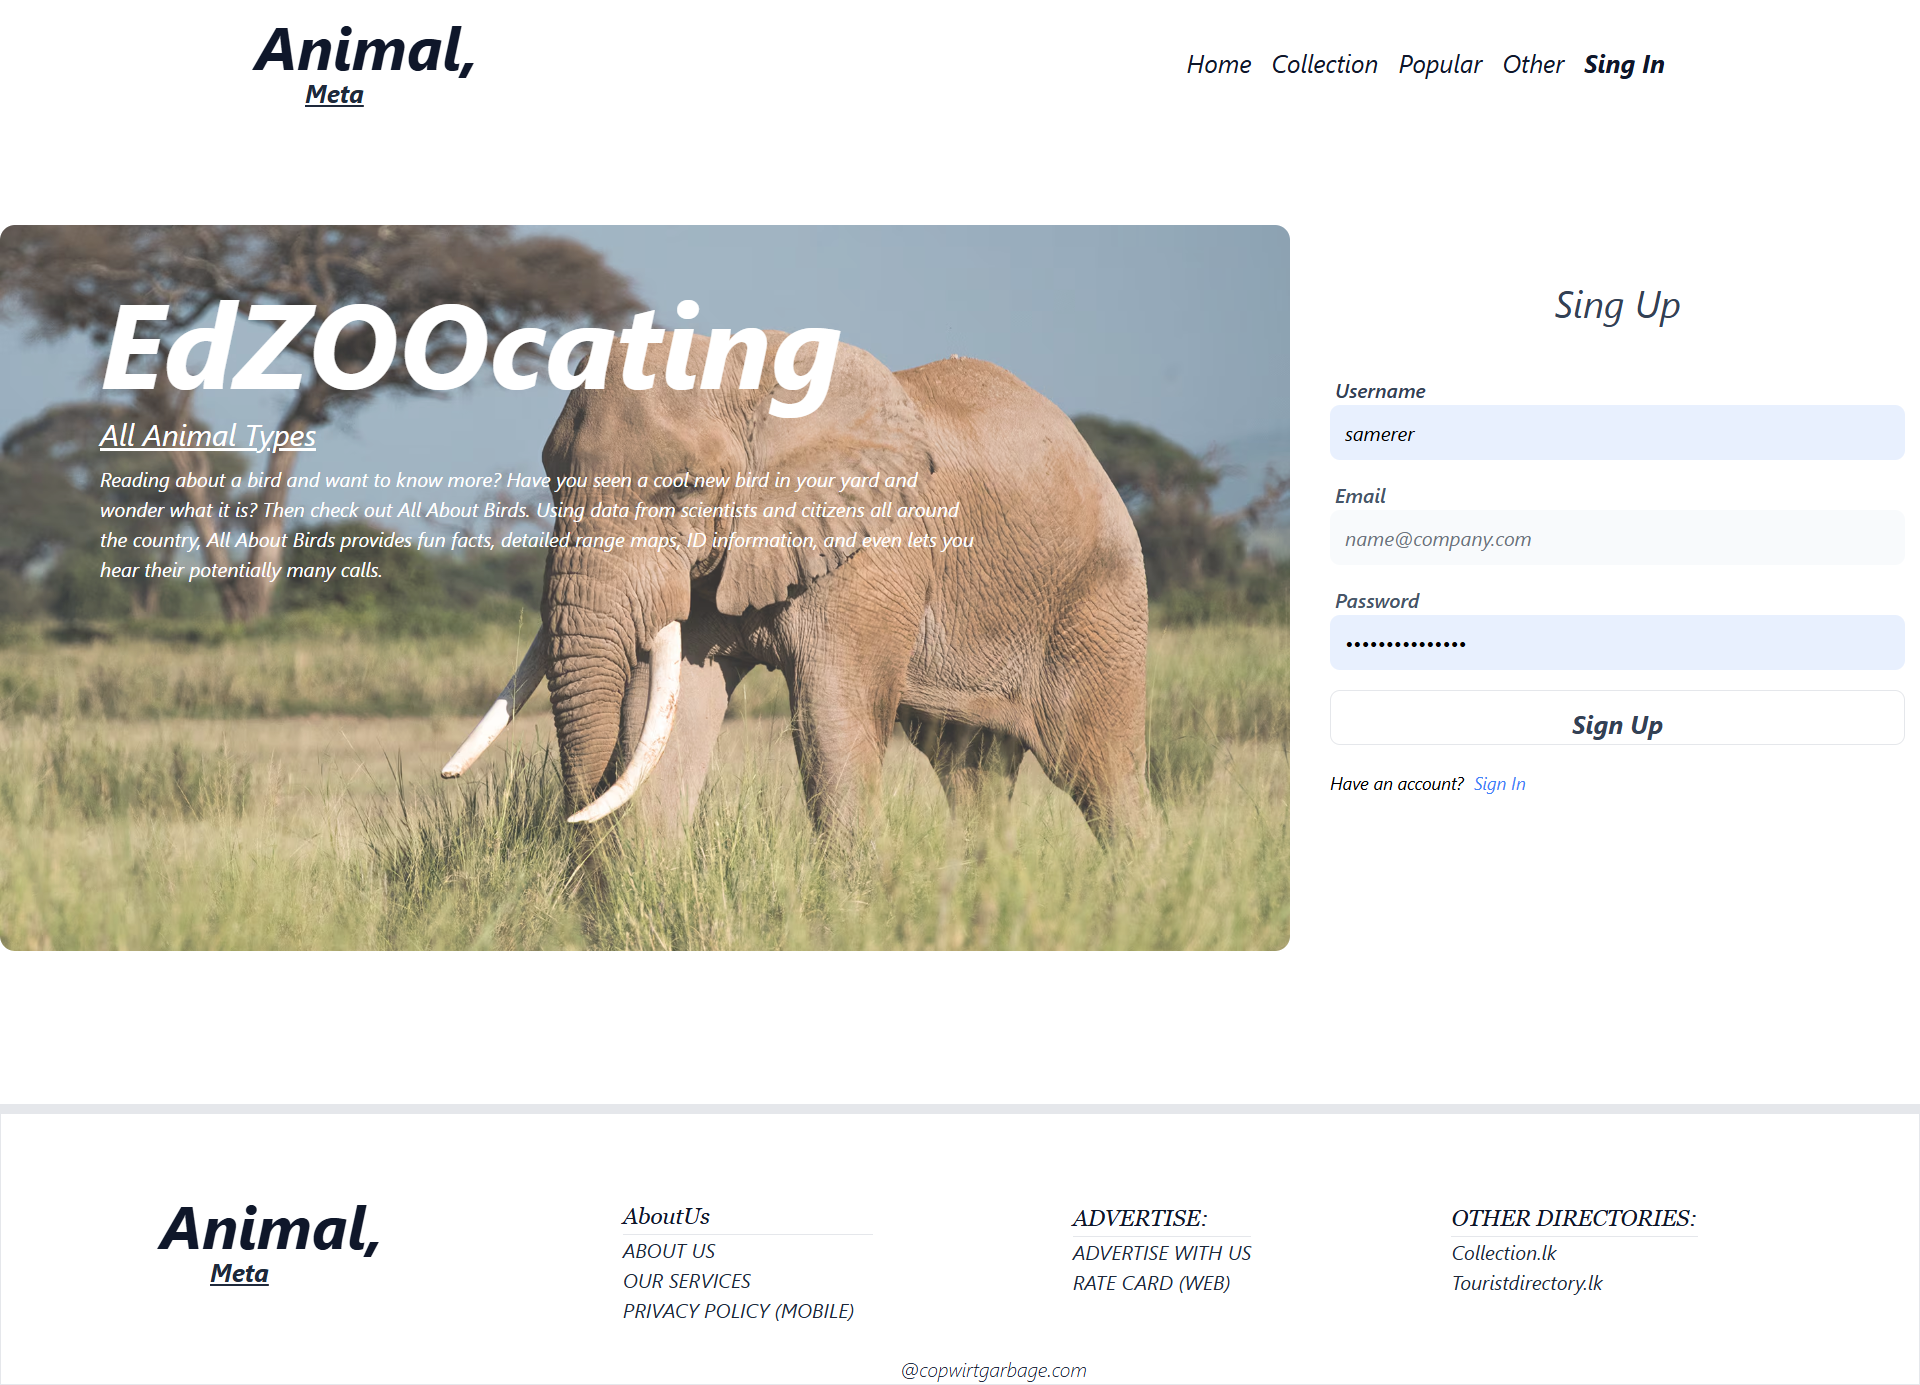 Animal,
Meta
Home Collection Popular Other Sing In
EdZOOcating
All Animal Types
Reading about a bird and want to know more? Have you seen a cool new bird in your yard and
wonder what it is? Then check out All About Birds. Using data from scientists and citizens all around
the country, All About Birds provides fun facts, detailed range maps, ID information, and even lets you
hear their potentially many calls.
Sing Up
Username
samerer
Email
name@company.com
Password
•••••••••••••••
Sign Up
Have an account? Sign In
Animal,
Meta
AboutUs
ABOUT US
OUR SERVICES
PRIVACY POLICY (MOBILE)
ADVERTISE:
ADVERTISE WITH US
RATE CARD (WEB)
OTHER DIRECTORIES:
Collection.lk
Touristdirectory.lk
@copwirtgarbage.com